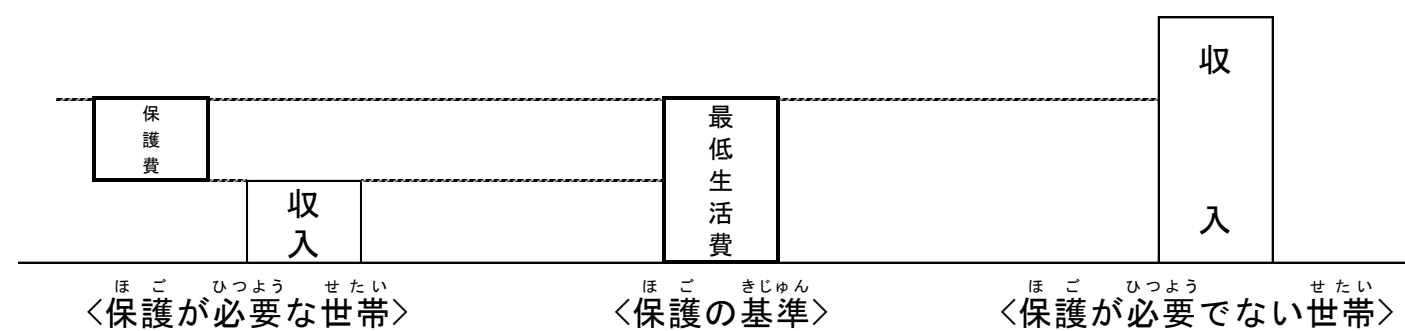 保護費
収入
最低生活費
収入
ほご ひつよう せたい
〈保護が必要な世帯〉
ほご きじゅん
〈保護の基準〉
ほご ひつよう せたい
〈保護が必要でない世帯〉